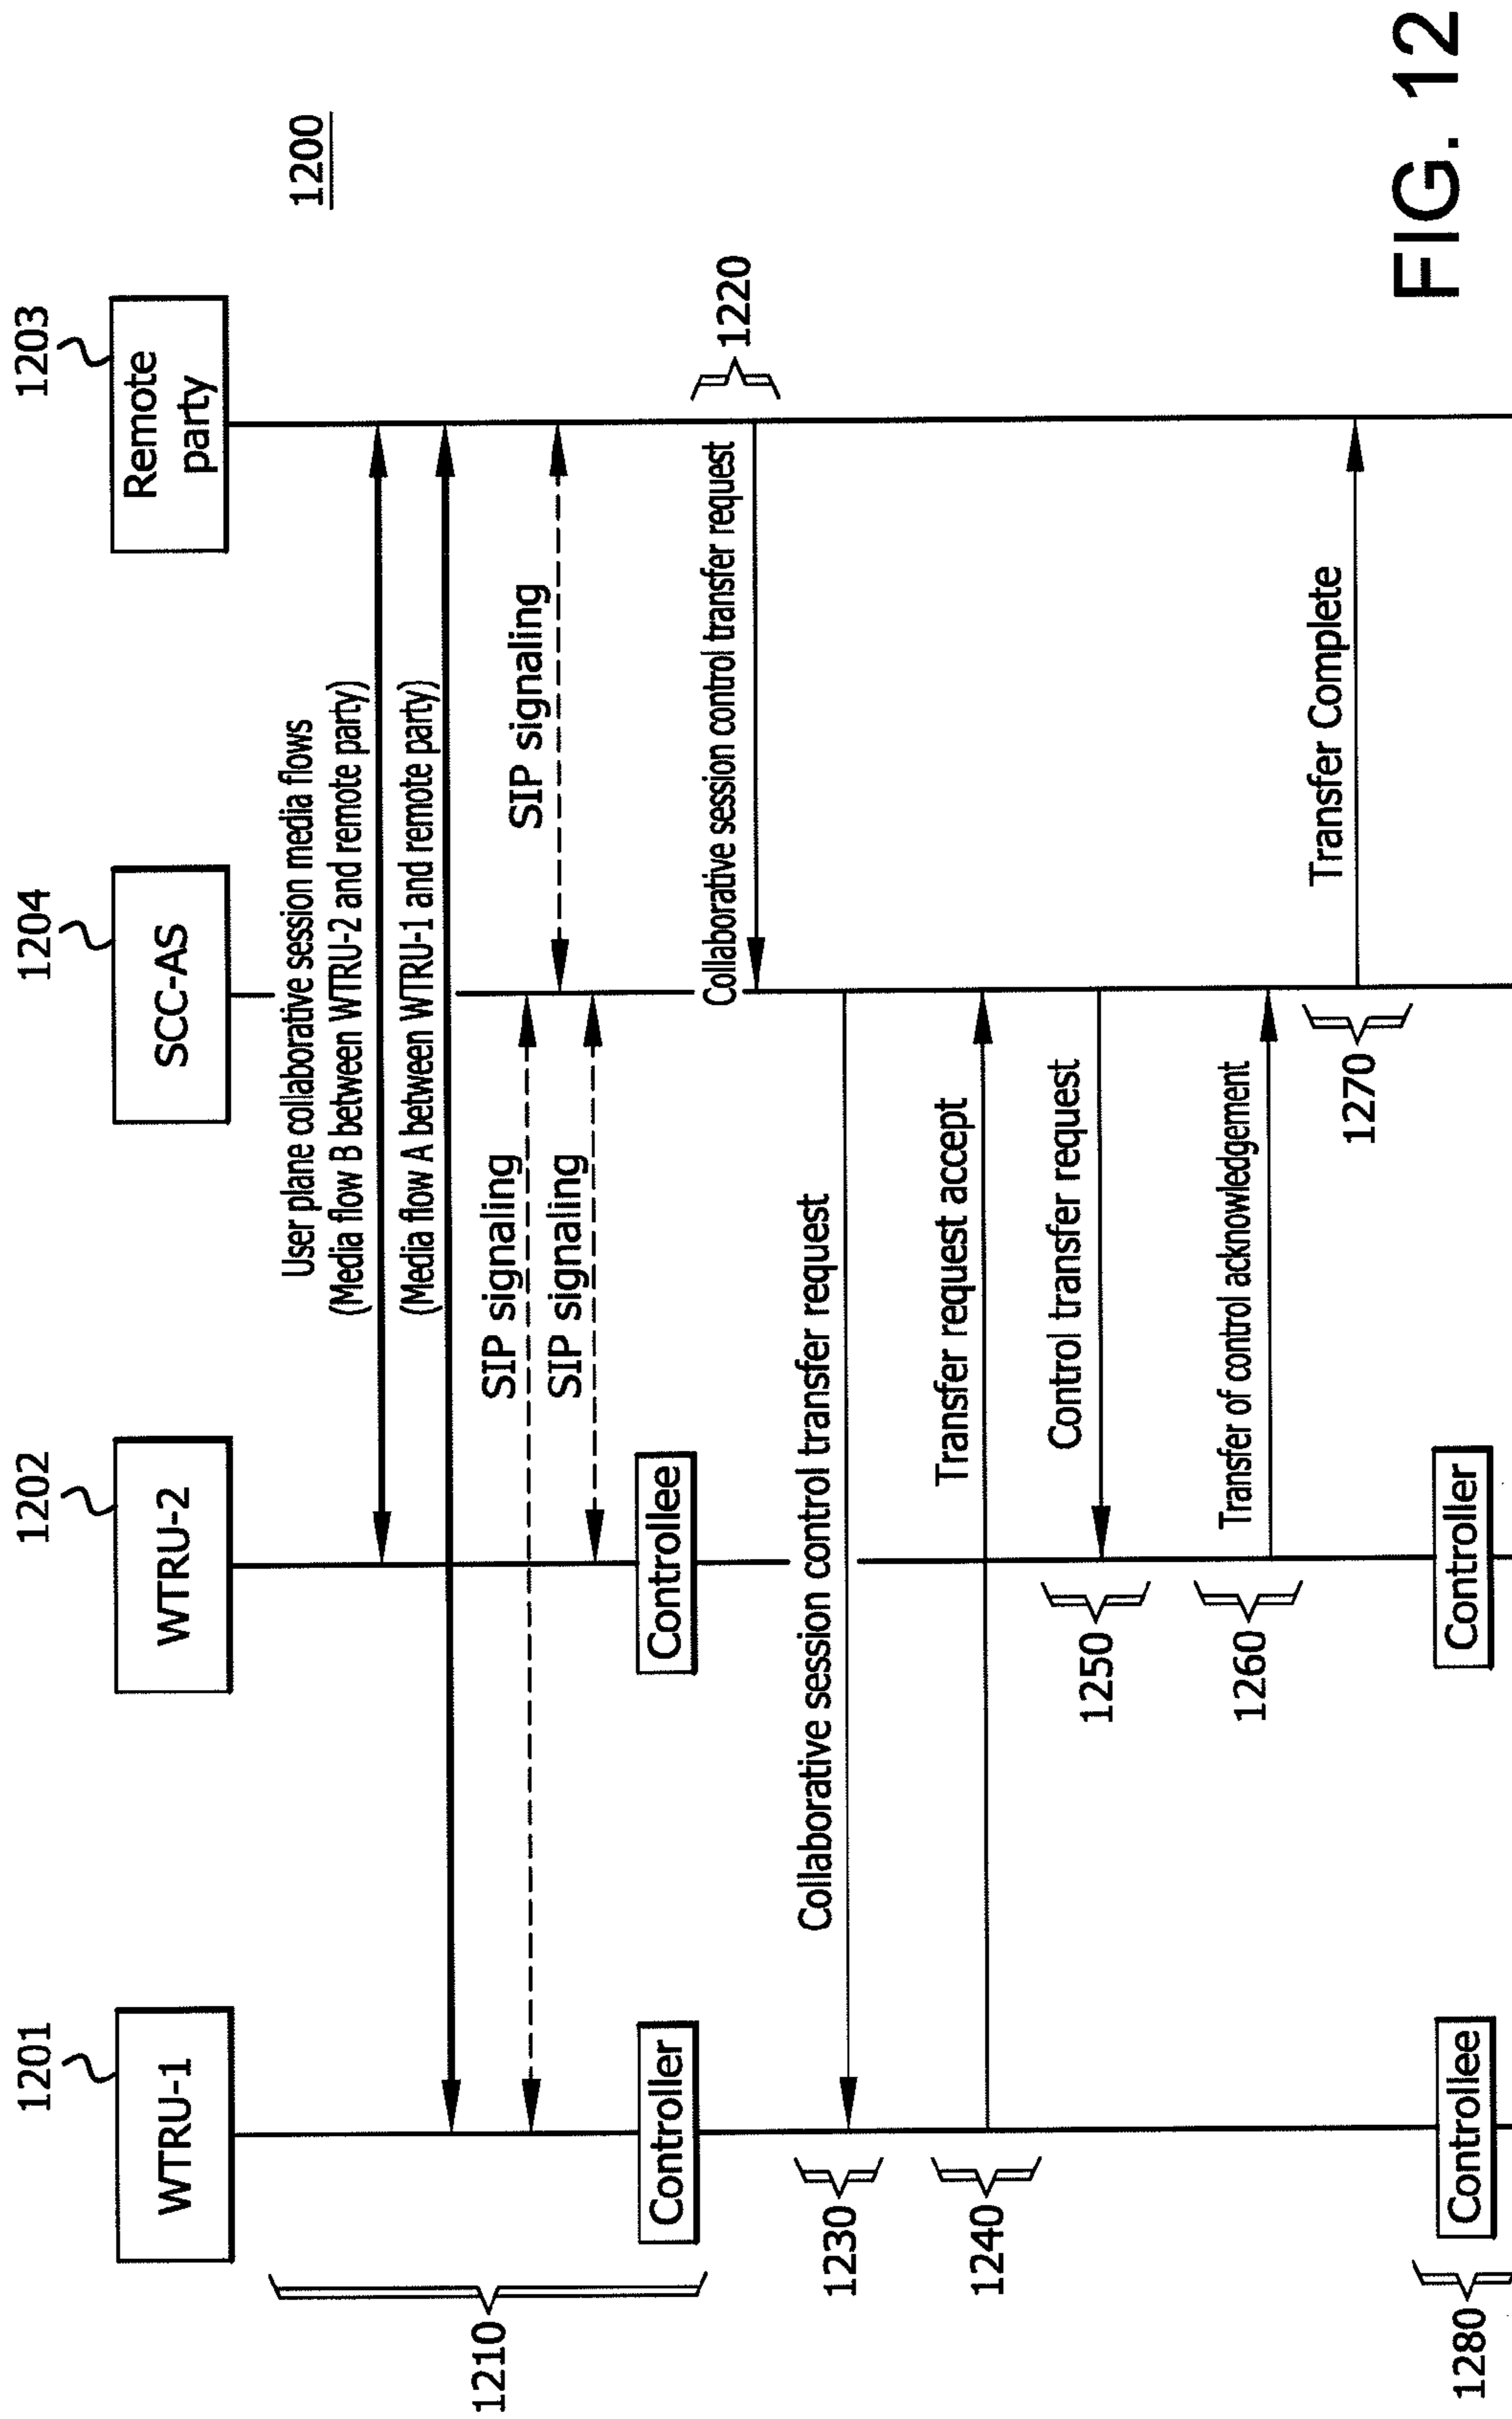 1201
1202
1204
1203
WTRU-1
WTRU-2
SCC-AS
Remote
party
1200
1210
User plane collaborative session media flows
(Media flow B between WTRU-2 and remote party)
(Media flow A between WTRU-1 and remote party)
SIP signaling
SIP signaling
SIP signaling
Controller
Controllee
1220
Collaborative session control transfer request
1230
Collaborative session control transfer request
1240
Transfer request accept
1250
Control transfer request
1260
Transfer of control acknowledgement
1270
Transfer Complete
1280
Controllee
Controller
FIG. 12